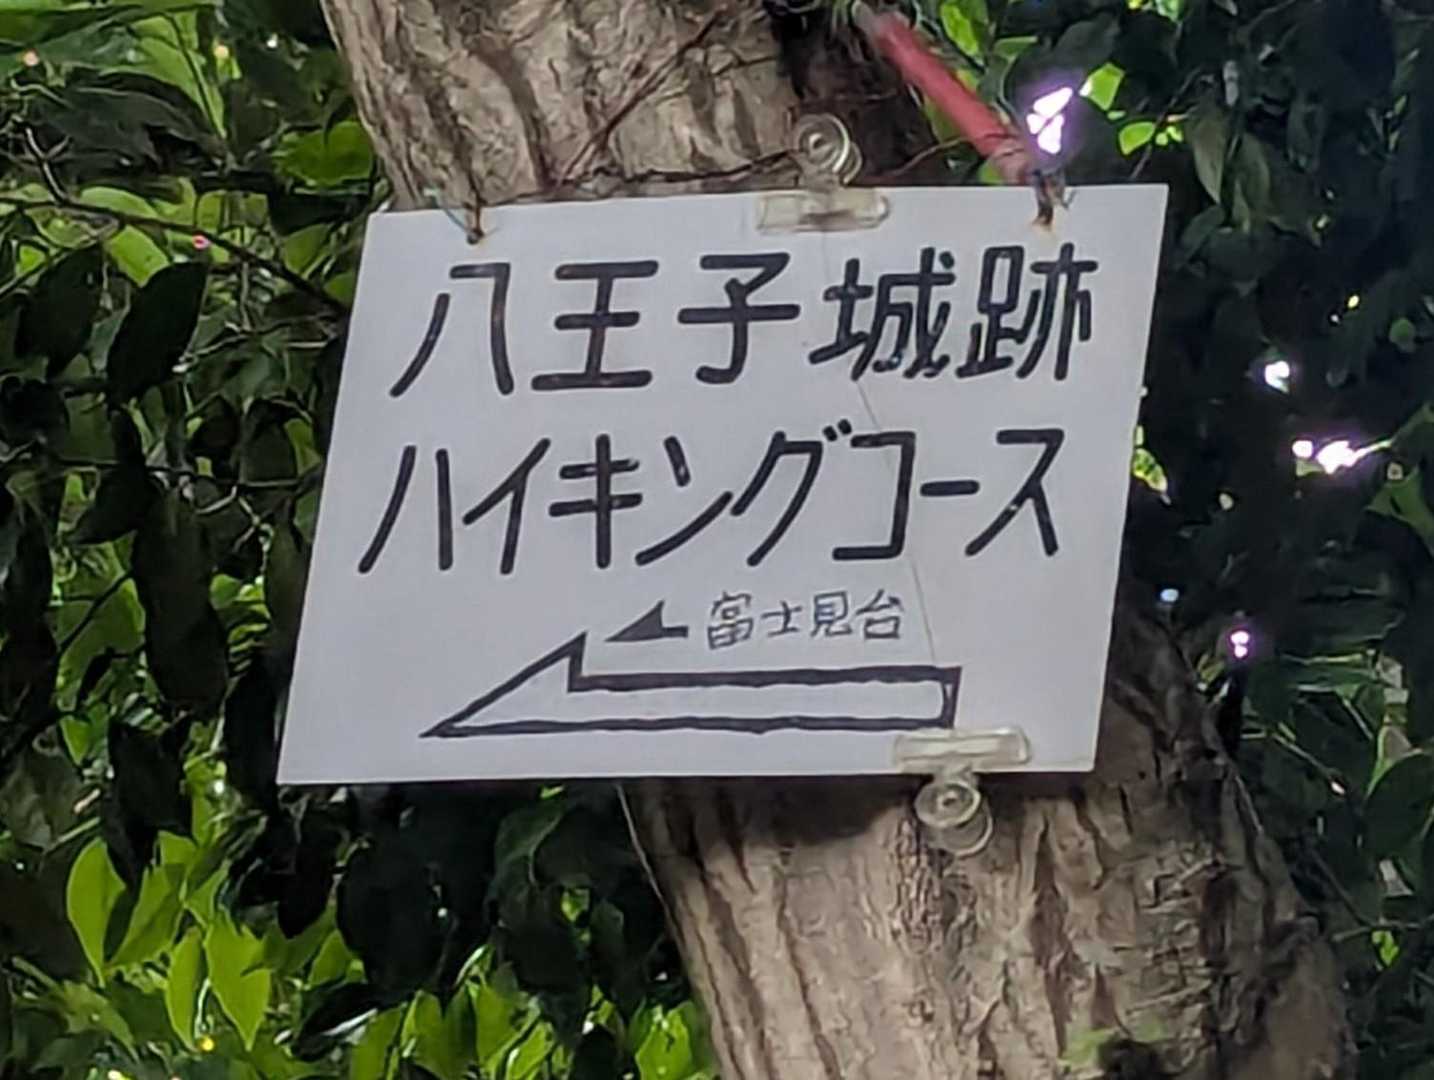 八王子城跡
ハイキングコース
富士見台